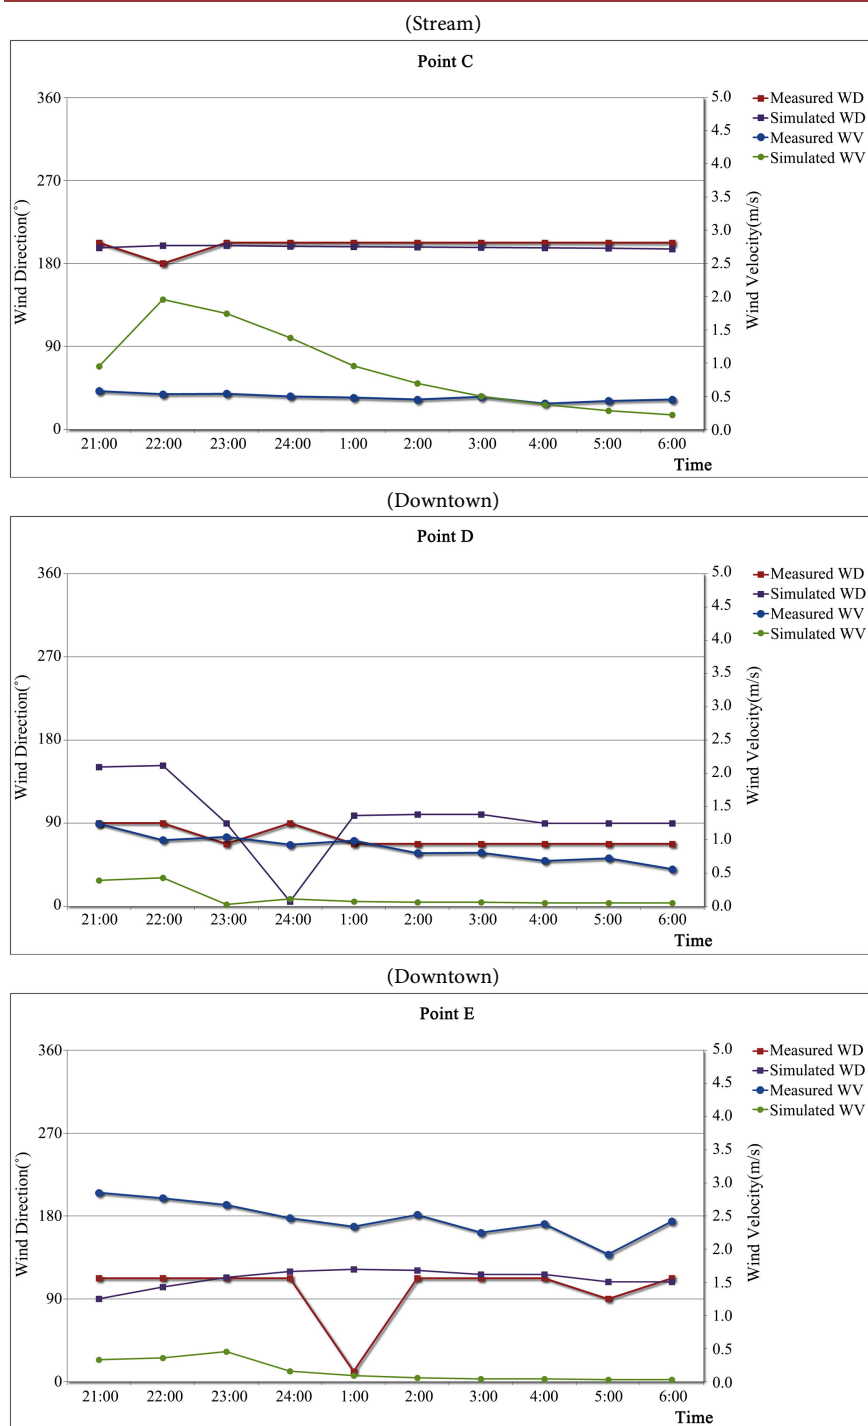 (Stream)
Point C
360
270
180
90
0
Wind Direction(°)
5.0
4.5
4.0
3.5
3.0
2.5
2.0
1.5
1.0
0.5
0.0
Wind Velocity(m/s)
Measured WD
Simulated WD
Measured WV
Simulated WV
21:00 22:00 23:00 24:00 1:00 2:00 3:00 4:00 5:00 6:00
Time
(Downtown)
Point D
360
270
180
90
0
Wind Direction(°)
5.0
4.5
4.0
3.5
3.0
2.5
2.0
1.5
1.0
0.5
0.0
Wind Velocity(m/s)
Measured WD
Simulated WD
Measured WV
Simulated WV
21:00 22:00 23:00 24:00 1:00 2:00 3:00 4:00 5:00 6:00
Time
(Downtown)
Point E
360
270
180
90
0
Wind Direction(°)
5.0
4.5
4.0
3.5
3.0
2.5
2.0
1.5
1.0
0.5
0.0
Wind Velocity(m/s)
Measured WD
Simulated WD
Measured WV
Simulated WV
21:00 22:00 23:00 24:00 1:00 2:00 3:00 4:00 5:00 6:00
Time